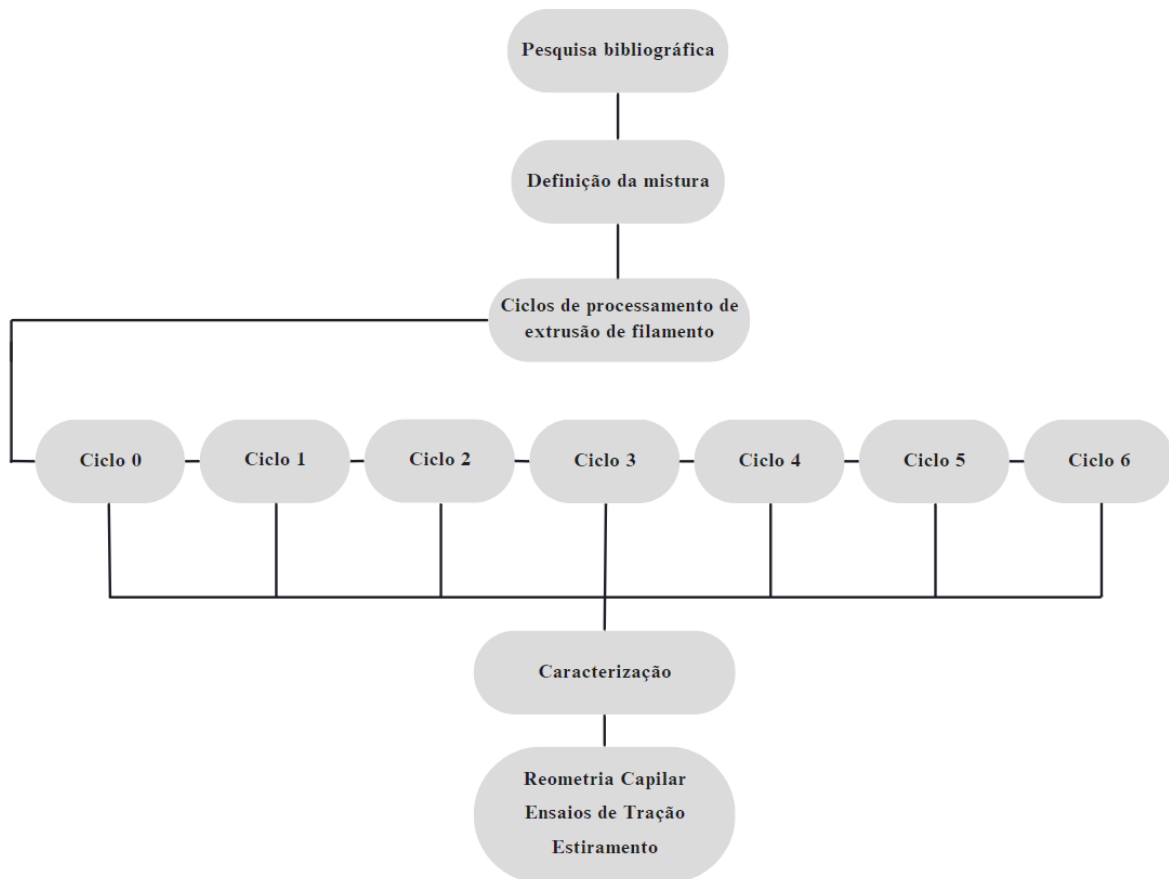 Pesquisa bibliográfica
Definição da mistura
Ciclos de processamento de
extrusão de filamento
Ciclo 0
Ciclo 1
Ciclo 2
Ciclo 3
Ciclo 4
Ciclo 5
Ciclo 6
Caracterização
Reometria Capilar
Ensaios de Tração
Estiramento